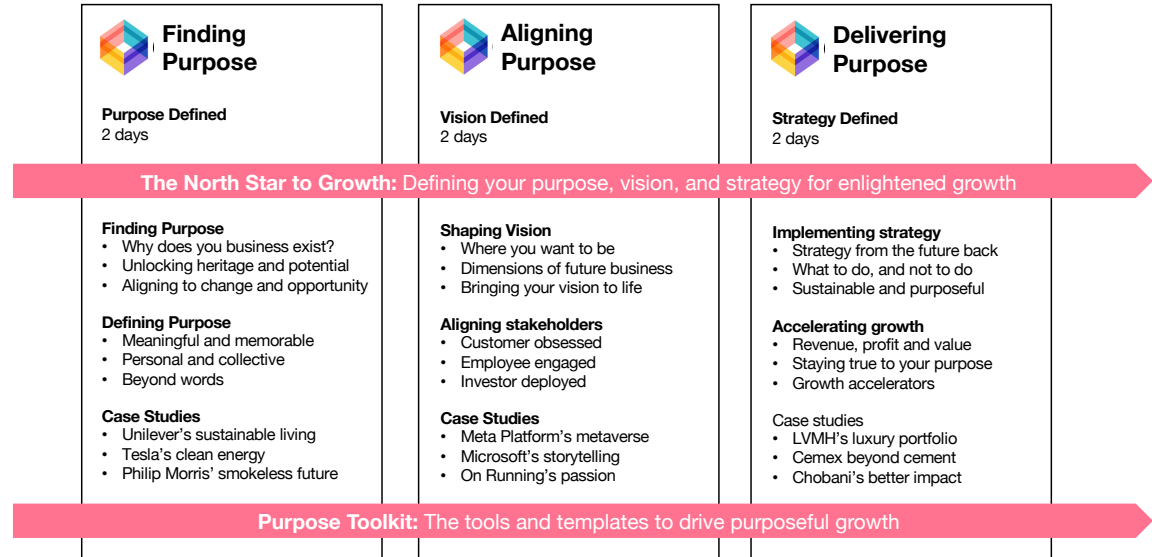 Finding
Purpose
Purpose Defined
2 days
Aligning
Purpose
Vision Defined
2 days
Delivering
Purpose
Strategy Defined
2 days
The North Star to Growth: Defining your purpose, vision, and strategy for enlightened growth
Finding Purpose
• Why does you business exist?
• Unlocking heritage and potential
• Aligning to change and opportunity
Defining Purpose
• Meaningful and memorable
• Personal and collective
• Beyond words
Case Studies
• Unilever's sustainable living
• Tesla's clean energy
• Philip Morris' smokeless future
Shaping Vision
• Where you want to be
• Dimensions of future business
• Bringing your vision to life
Aligning stakeholders
• Customer obsessed
• Employee engaged
• Investor deployed
Case Studies
• Meta Platform's metaverse
• Microsoft's storytelling
• On Running's passion
Implementing strategy
• Strategy from the future back
• What to do, and not to do
• Sustainable and purposeful
Accelerating growth
• Revenue, profit and value
• Staying true to your purpose
• Growth accelerators
Case studies
• LVMH's luxury portfolio
• Cemex beyond cement
• Chobani's better impact
Purpose Toolkit: The tools and templates to drive purposeful growth